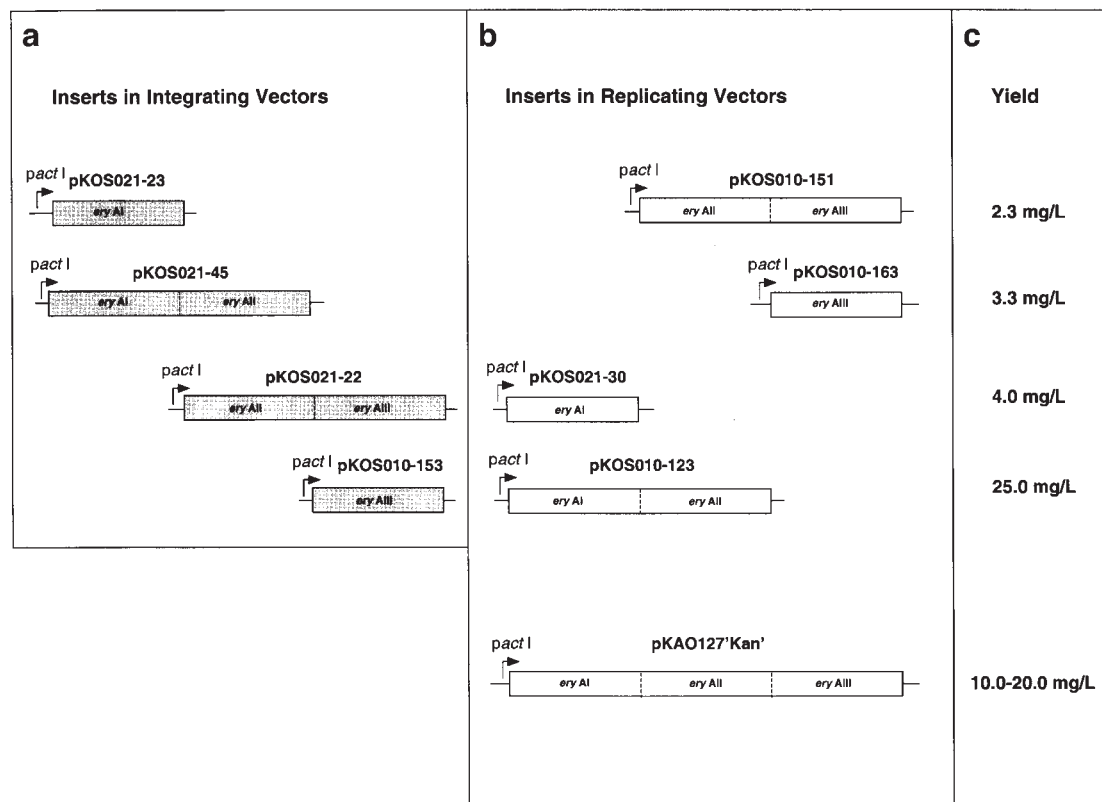 a
Inserts in Integrating Vectors
pact I
pKOS021-23
ery AI
pact I
pKOS021-45
ery AI ery AII
pact I
pKOS021-22
ery AII ery AIII
pact I
pKOS010-153
ery AIII
b
Inserts in Replicating Vectors
pact I
pKOS010-151
ery AII ery AIII
pact I
pKOS010-163
ery AIII
pact I
pKOS021-30
ery AI
pact I
pKOS010-123
ery AI ery AII
pact I
pKAO127'Kan'
ery AI ery AII ery AIII
c
Yield
2.3 mg/L
3.3 mg/L
4.0 mg/L
25.0 mg/L
10.0-20.0 mg/L